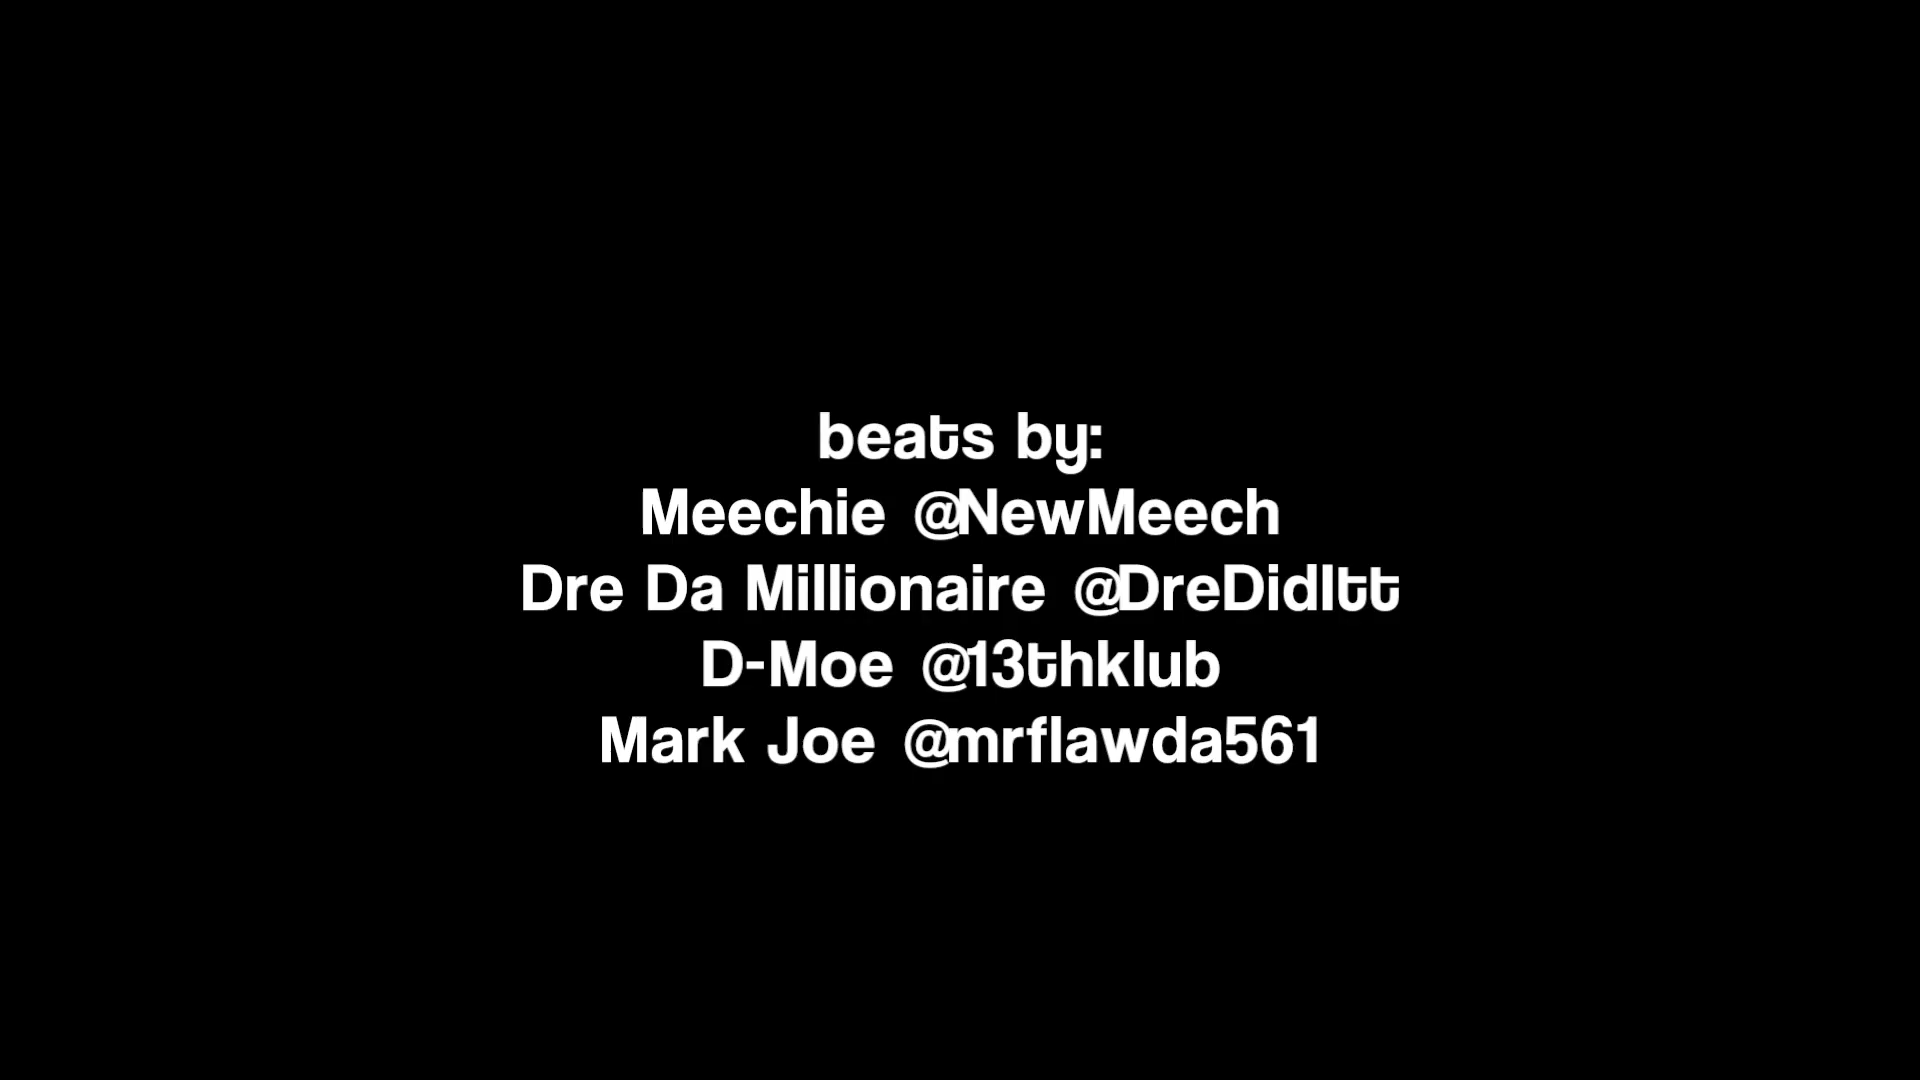 beats by:
Meechie @NewMeech
Dre Da Millionaire @DreDidItt
D-Moe @13thklub
Mark Joe @mrflawda561